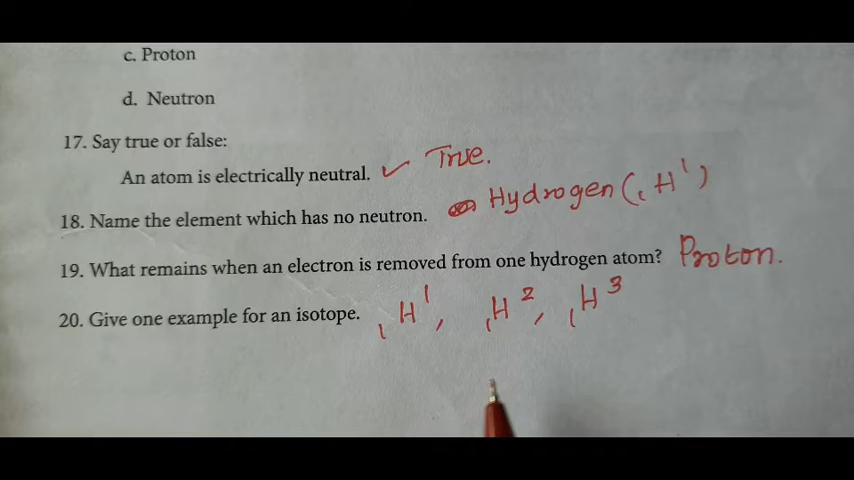 c. Proton
d. Neutron
17. Say true or false:
An atom is electrically neutral. ✓ True.
18. Name the element which has no neutron. Hydrogen (₁H¹)
19. What remains when an electron is removed from one hydrogen atom? Proton.
20. Give one example for an isotope. ₁H¹, ₁H², ₁H³